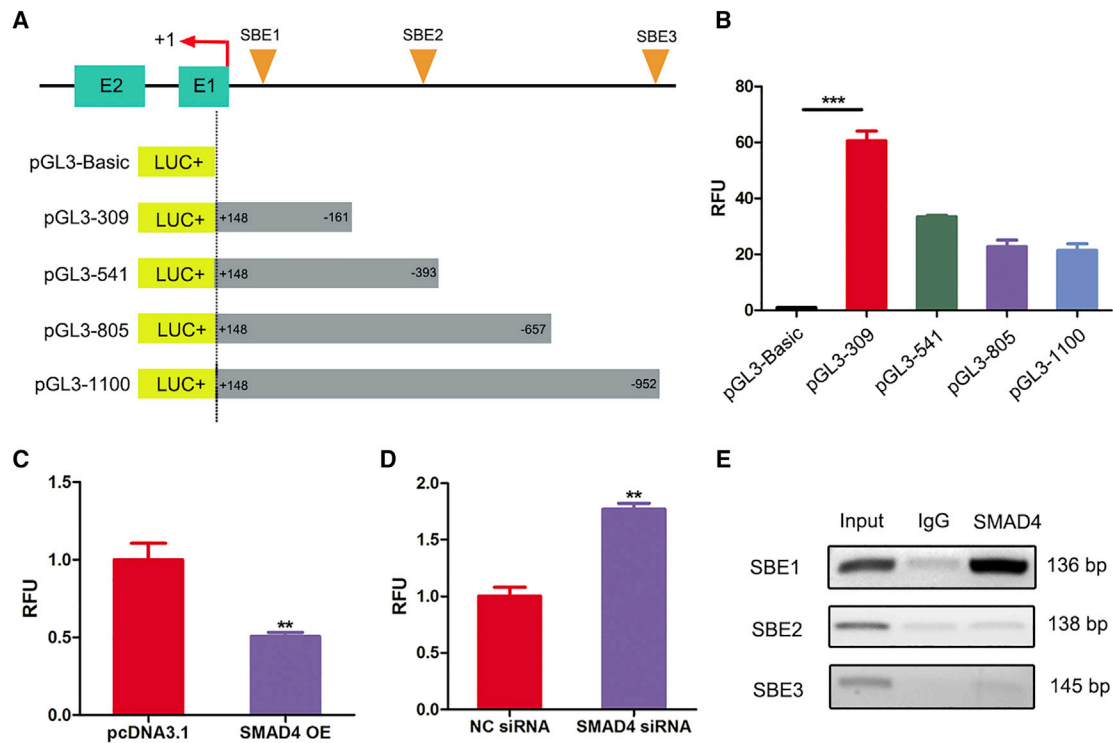 A
+1
SBE1
SBE2
SBE3
E2
E1
pGL3-Basic
LUC+
pGL3-309
LUC+
+148
-161
pGL3-541
LUC+
+148
-393
pGL3-805
LUC+
+148
-657
pGL3-1100
LUC+
+148
-952
B
RFU
80
60
40
20
0
***
pGL3-Basic
pGL3-309
pGL3-541
pGL3-805
pGL3-1100
C
RFU
1.5
1.0
0.5
0.0
**
pcDNA3.1
SMAD4 OE
D
RFU
2.0
1.5
1.0
0.5
0.0
**
NC siRNA
SMAD4 siRNA
E
Input IgG SMAD4
SBE1 136 bp
SBE2 138 bp
SBE3 145 bp